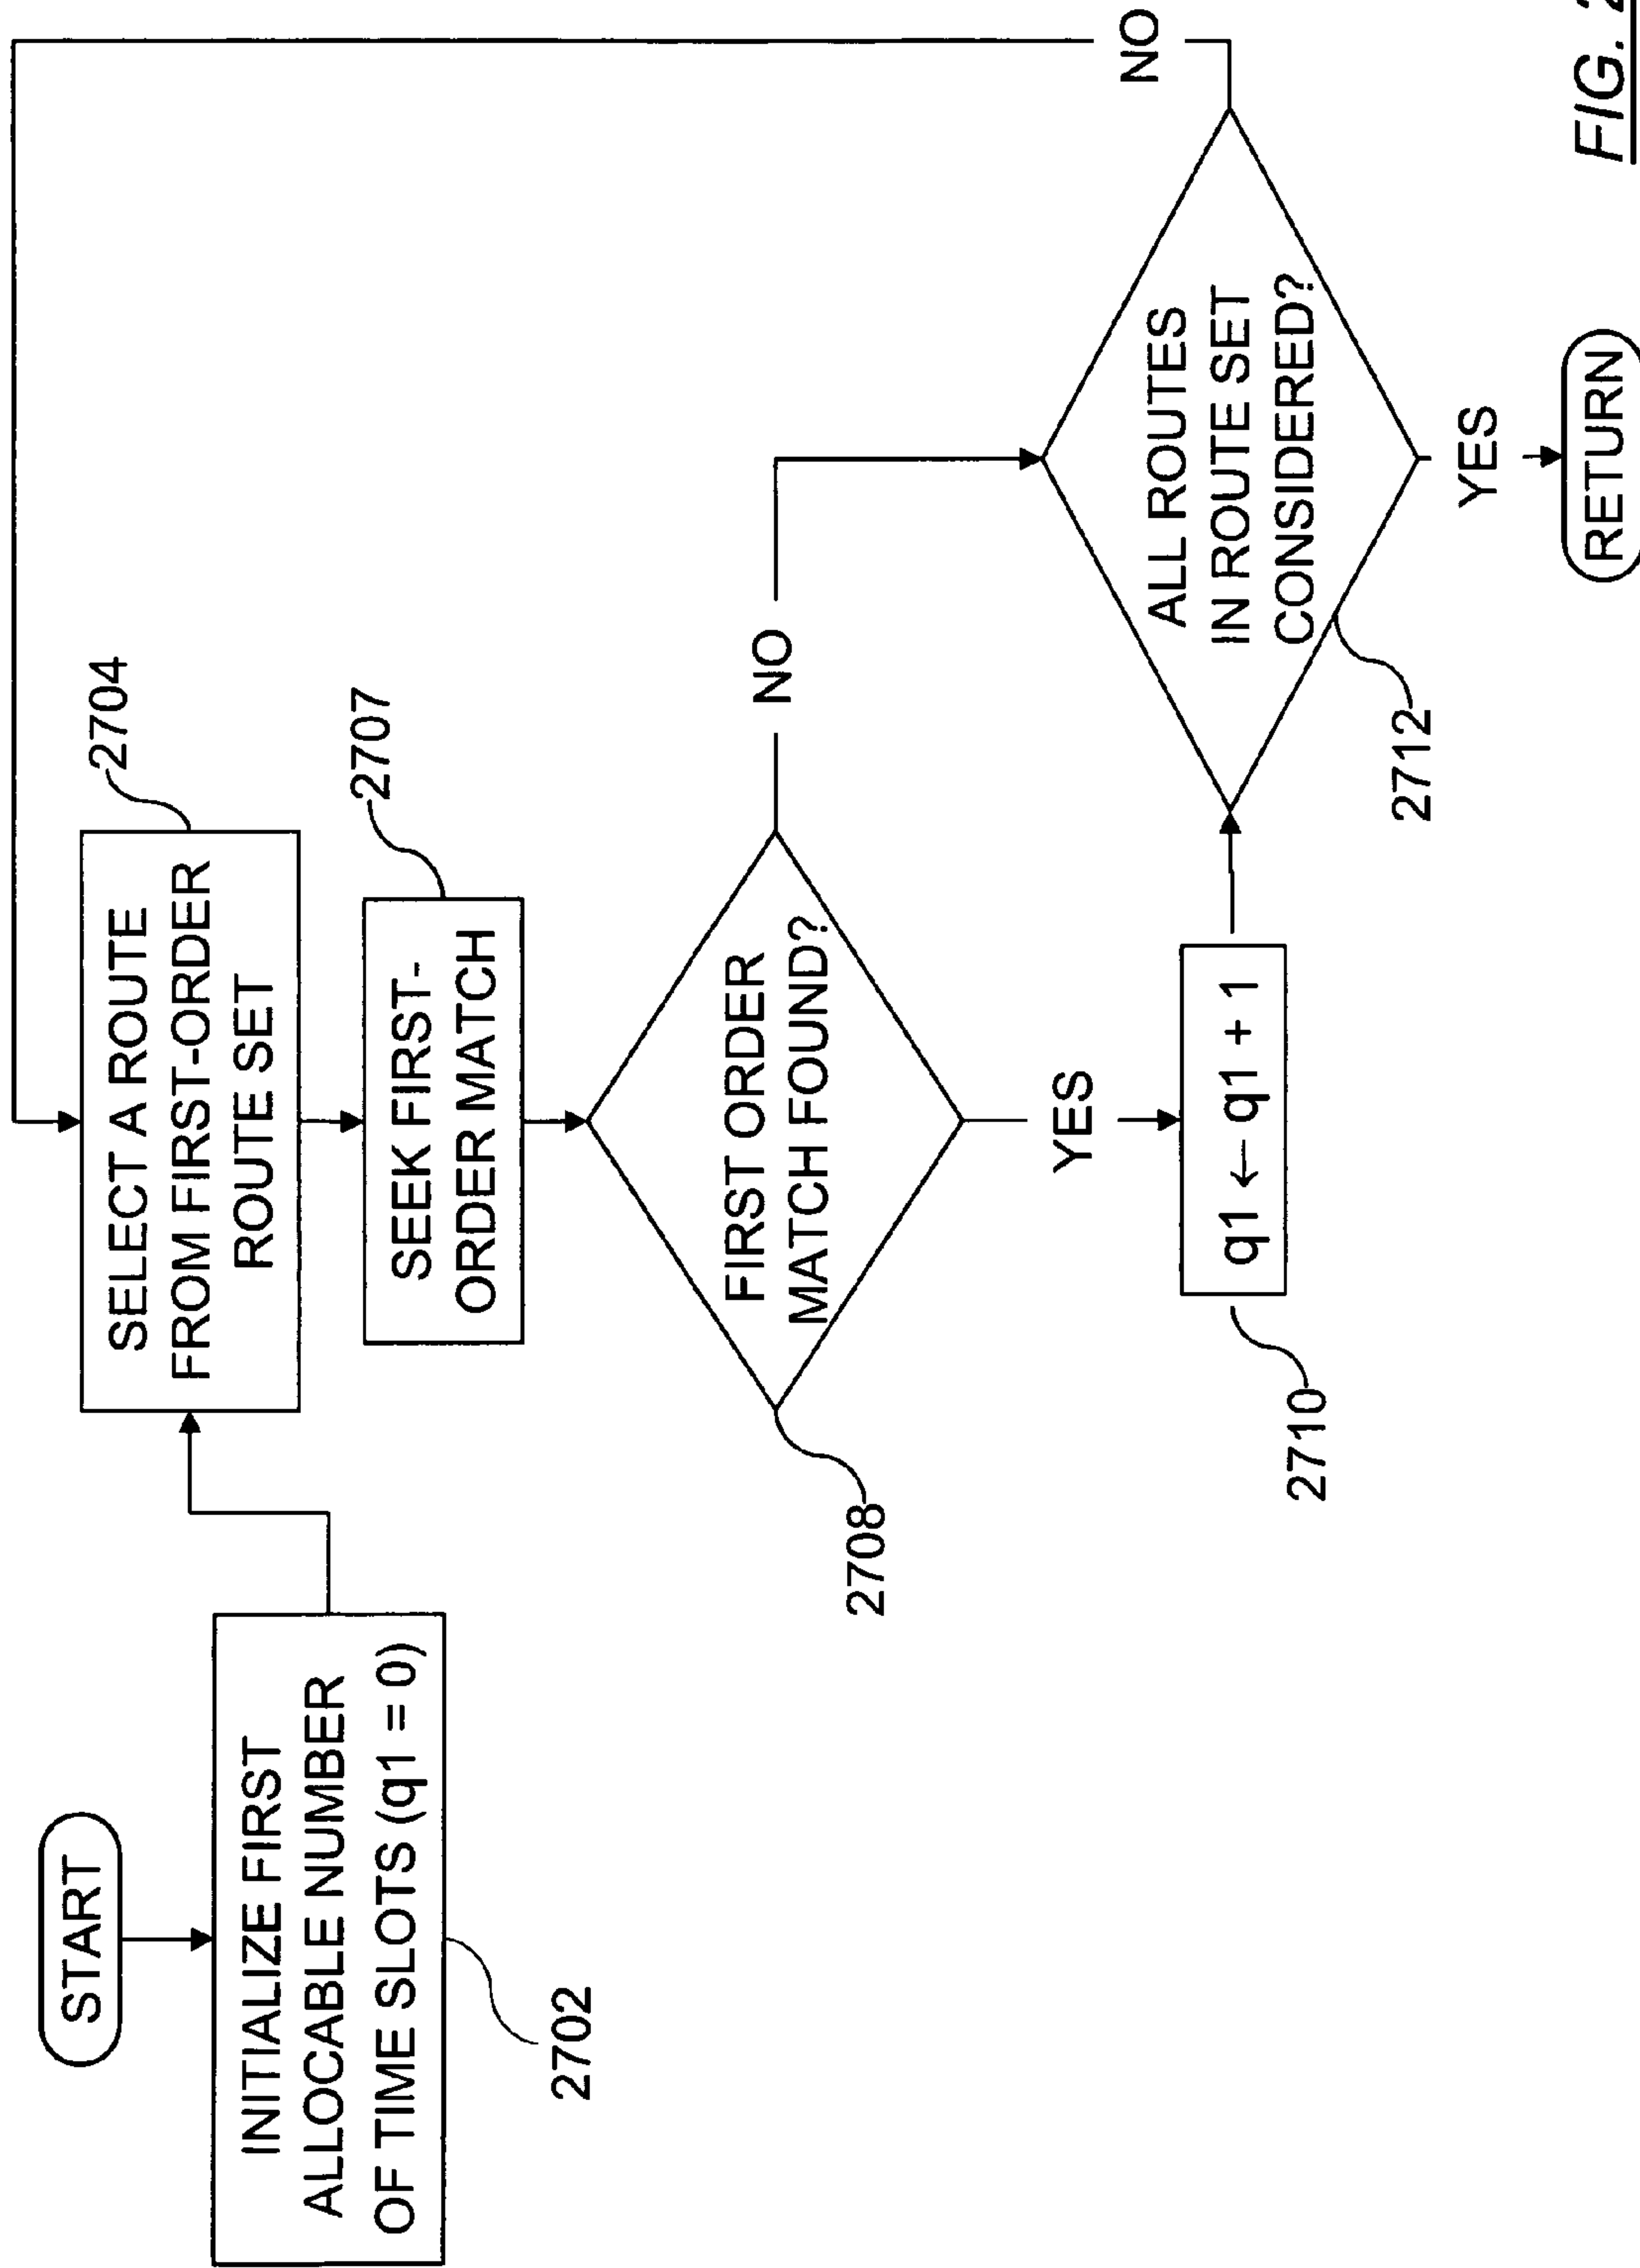 START
INITIALIZE FIRST
ALLOCABLE NUMBER
OF TIME SLOTS (q1 = 0)
2702
SELECT A ROUTE
FROM FIRST-ORDER
ROUTE SET
2704
SEEK FIRST-
ORDER MATCH
2707
FIRST ORDER
MATCH FOUND?
2708
NO
YES
q1 ← q1 + 1
2710
ALL ROUTES
IN ROUTE SET
CONSIDERED?
2712
NO
YES
RETURN
FIG.